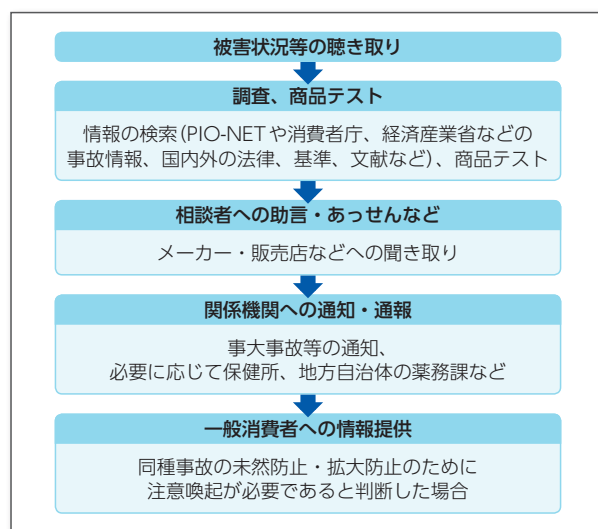 被害状況等の聴き取り
調査、商品テスト
情報の検索(PIO-NETや消費者庁、経済産業省などの
事故情報、国内外の法律、基準、文献など)、商品テスト
相談者への助言・あっせんなど
メーカー・販売店などへの聞き取り
関係機関への通知・通報
事大事故等の通知、
必要に応じて保健所、地方自治体の薬務課など
一般消費者への情報提供
同種事故の未然防止・拡大防止のために
注意喚起が必要であると判断した場合